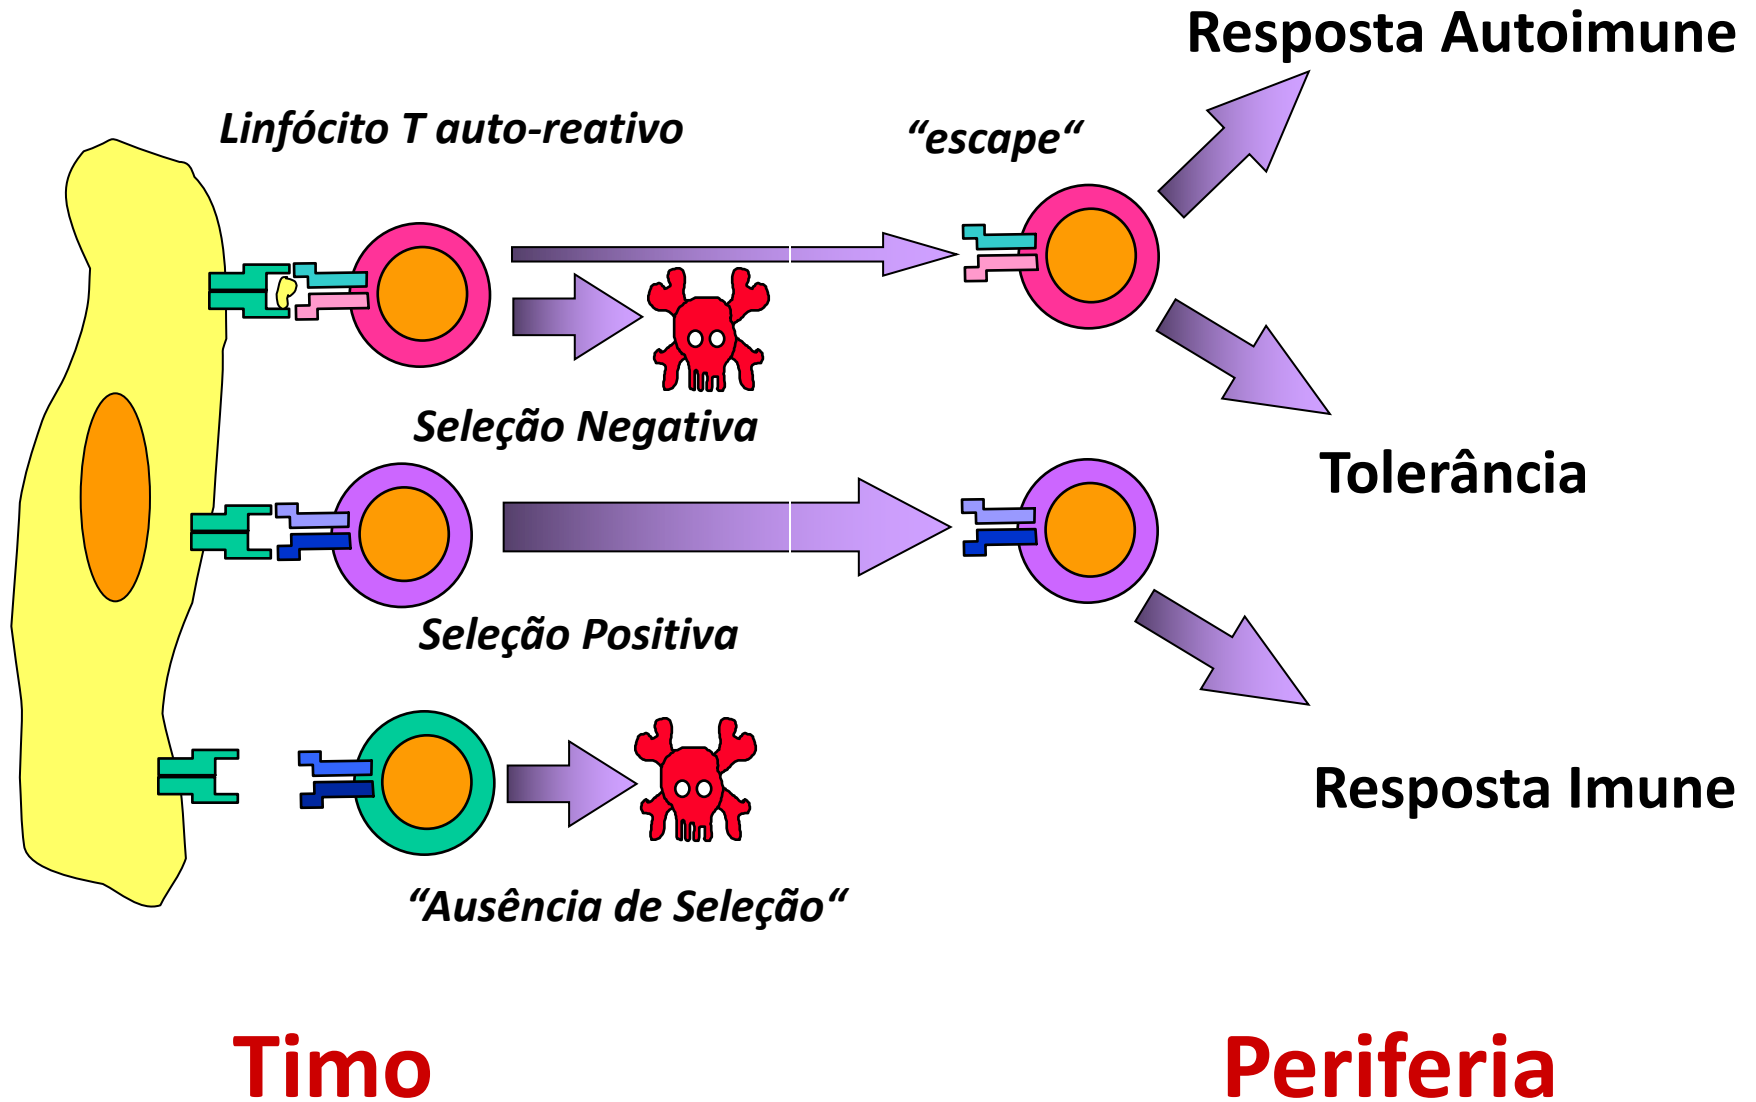 Resposta Autoimune
Linfócito T auto-reativo
“escape“
Seleção Negativa
Tolerância
Seleção Positiva
Resposta Imune
“Ausência de Seleção“
Timo
Periferia